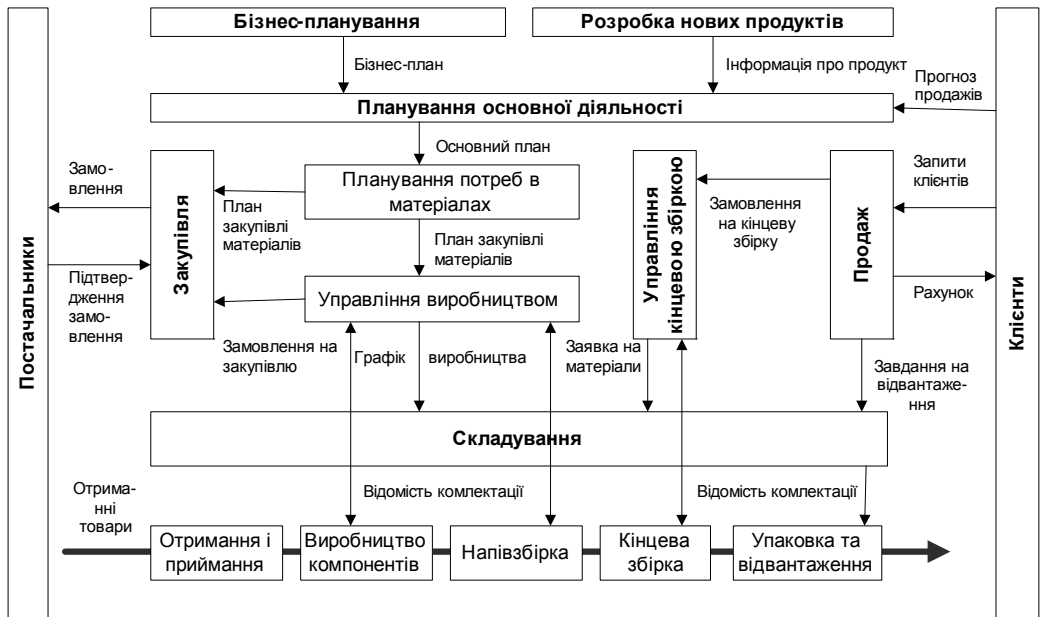 Бізнес-планування
Розробка нових продуктів
Бізнес-план
Інформація про продукт
Прогноз
продажів
Планування основної діяльності
Основний план
Замо-
влення
Планування потреб в
матеріалах
Запити
клієнтів
План
закупівлі
матеріалів
Замовлення
на кінцеву
збірку
Постачальники
Закупівля
Управління
кінцевою збіркою
Продаж
Клієнти
План закупівлі
матеріалів
Підтвер-
дження
замо-
влення
Управління виробництвом
Рахунок
Замовлення на
закупівлю
Графік
виробництва
Заявка на
матеріали
Завдання на
відвантаже-
ння
Складування
Отрима-
нні
товари
Відомість комлектації
Відомість комлектації
Отримання і
приймання
Виробництво
компонентів
Напівзбірка
Кінцева
збірка
Упаковка та
відвантаження